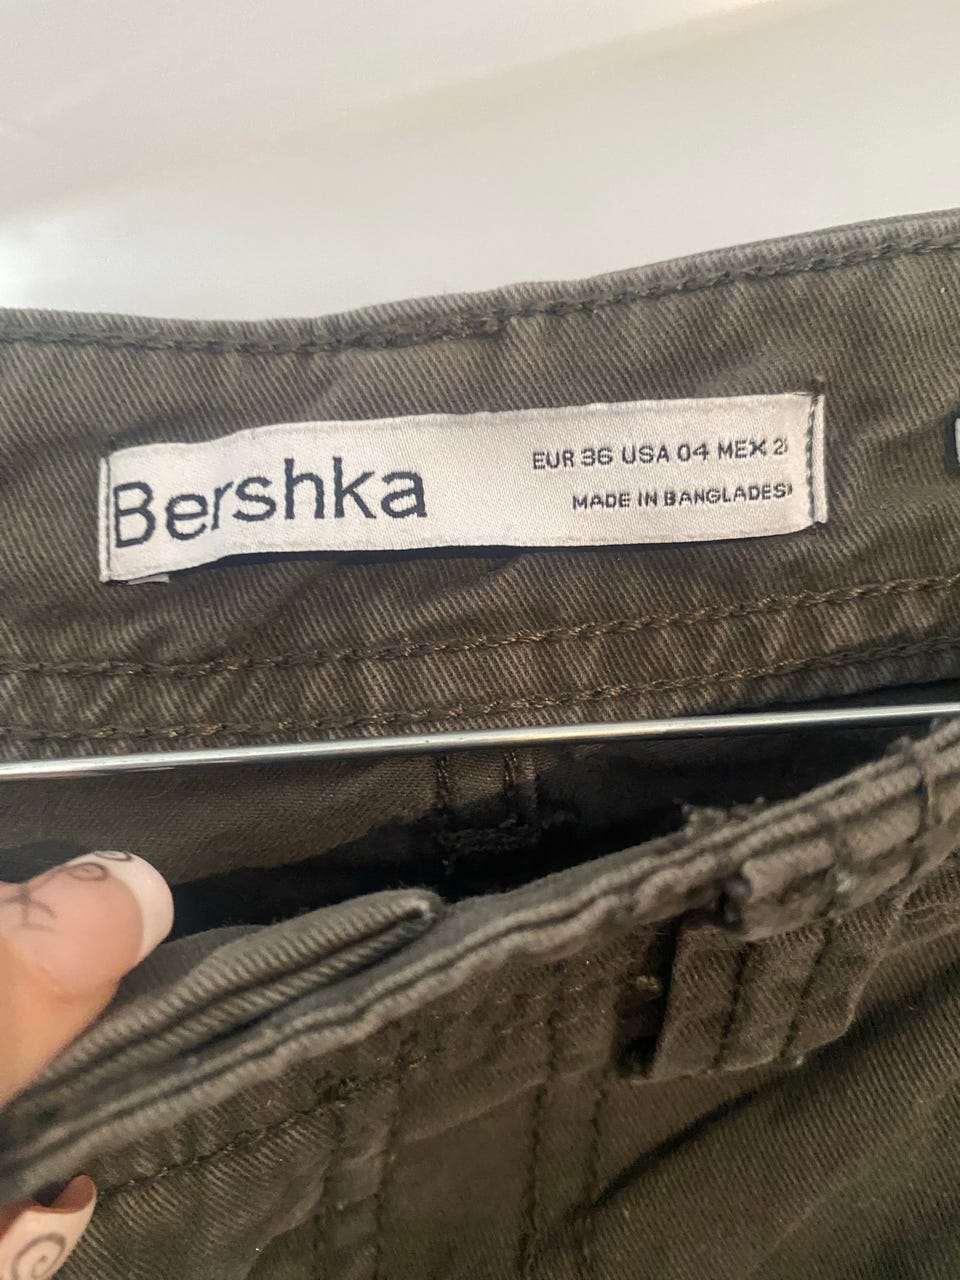 Bershka
EUR 36 USA 04 MEX 2
MADE IN BANGLADES